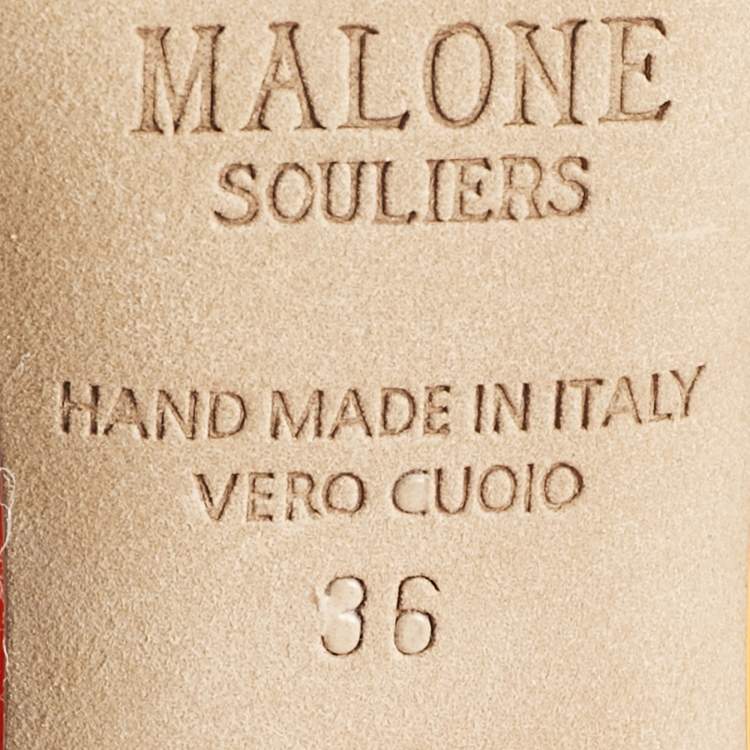 MALONE
SOULIERS
HAND MADE IN ITALY
VERO CUOIO
36